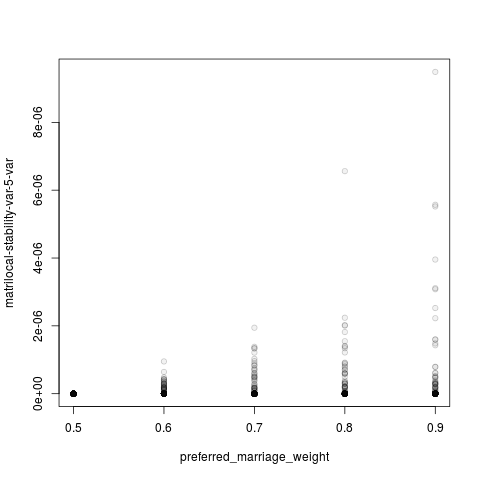 matrilocal-stability-var-5-var
8e-06
6e-06
4e-06
2e-06
0e+00
0.5 0.6 0.7 0.8 0.9
preferred_marriage_weight